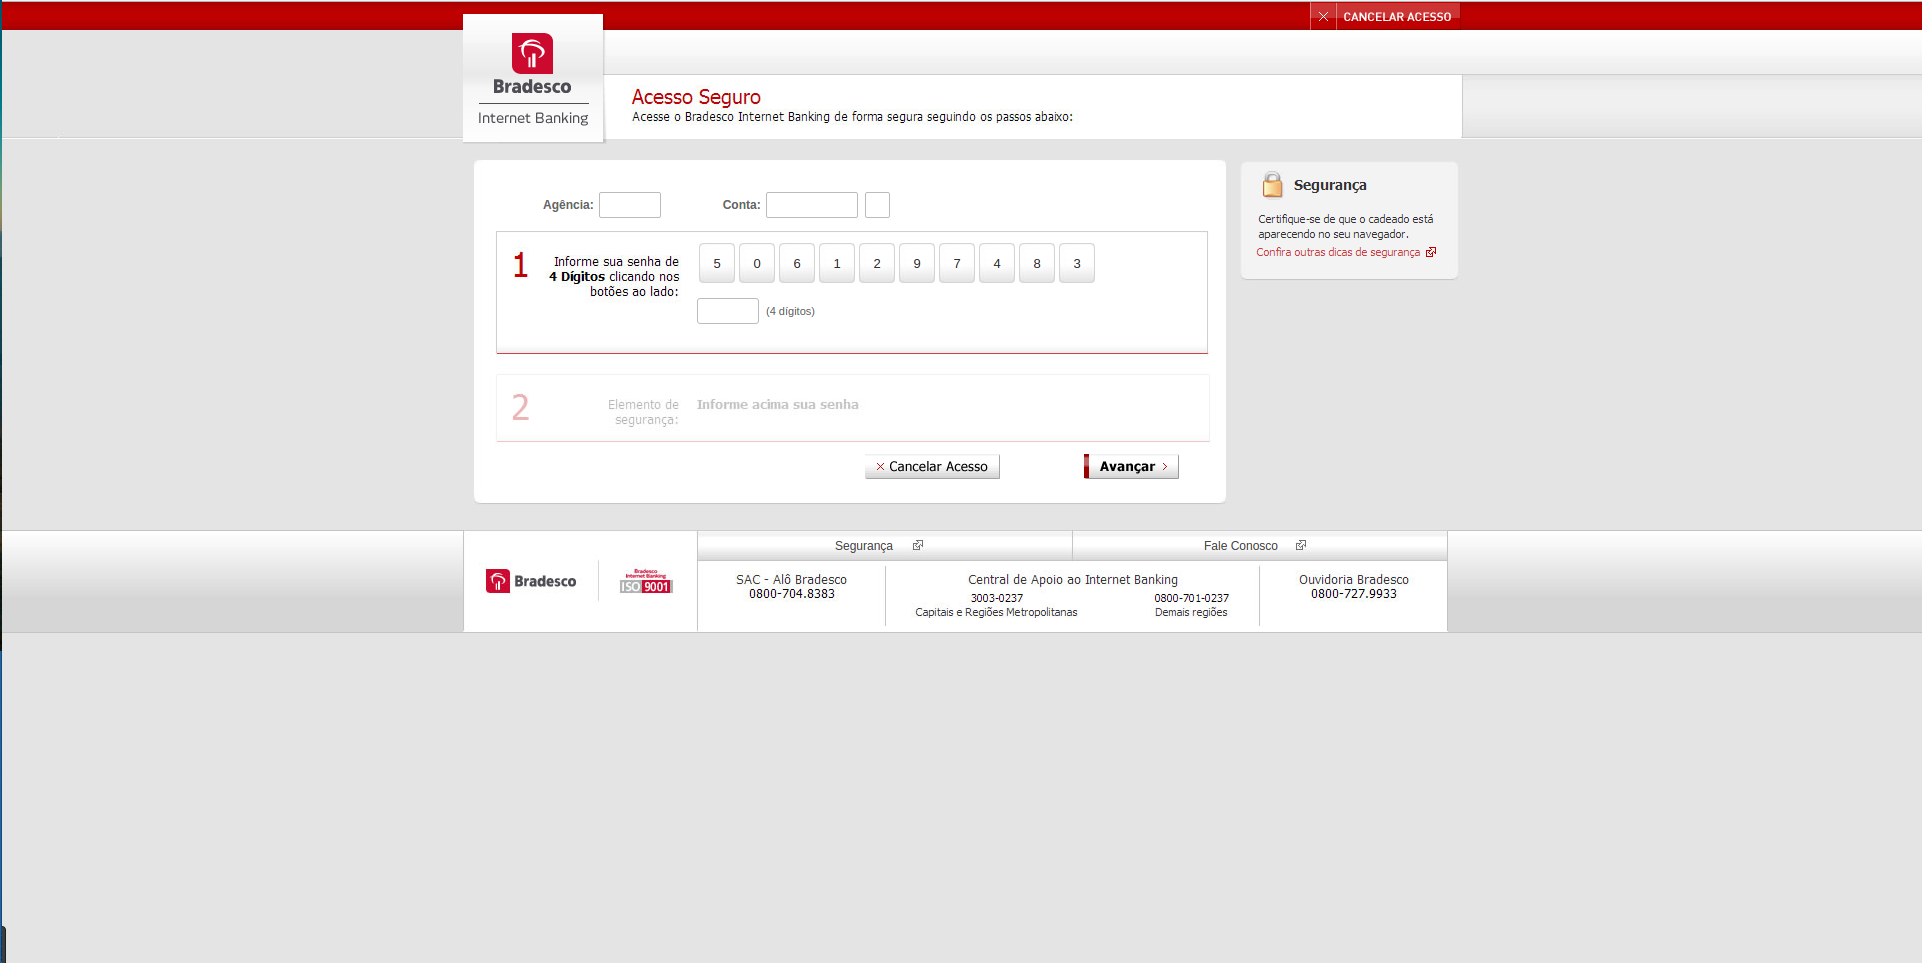 CANCELAR ACESSO
Bradesco
Internet Banking
Acesso Seguro
Acesse o Bradesco Internet Banking de forma segura seguindo os passos abaixo:
Agência:
Conta:
1
Informe sua senha de
4 Dígitos clicando nos
botões ao lado:
5 0 6 1 2 9 7 4 8 3
(4 dígitos)
2
Elemento de
segurança:
Informe acima sua senha
Cancelar Acesso
Avançar
Segurança
Certifique-se de que o cadeado está
aparecendo no seu navegador.
Confira outras dicas de segurança
Bradesco
Bradesco
Internet Banking
ISO 9001
Segurança
Fale Conosco
SAC - Alô Bradesco
0800-704.8383
Central de Apoio ao Internet Banking
3003-0237
Capitais e Regiões Metropolitanas
0800-701-0237
Demais regiões
Ouvidoria Bradesco
0800-727.9933